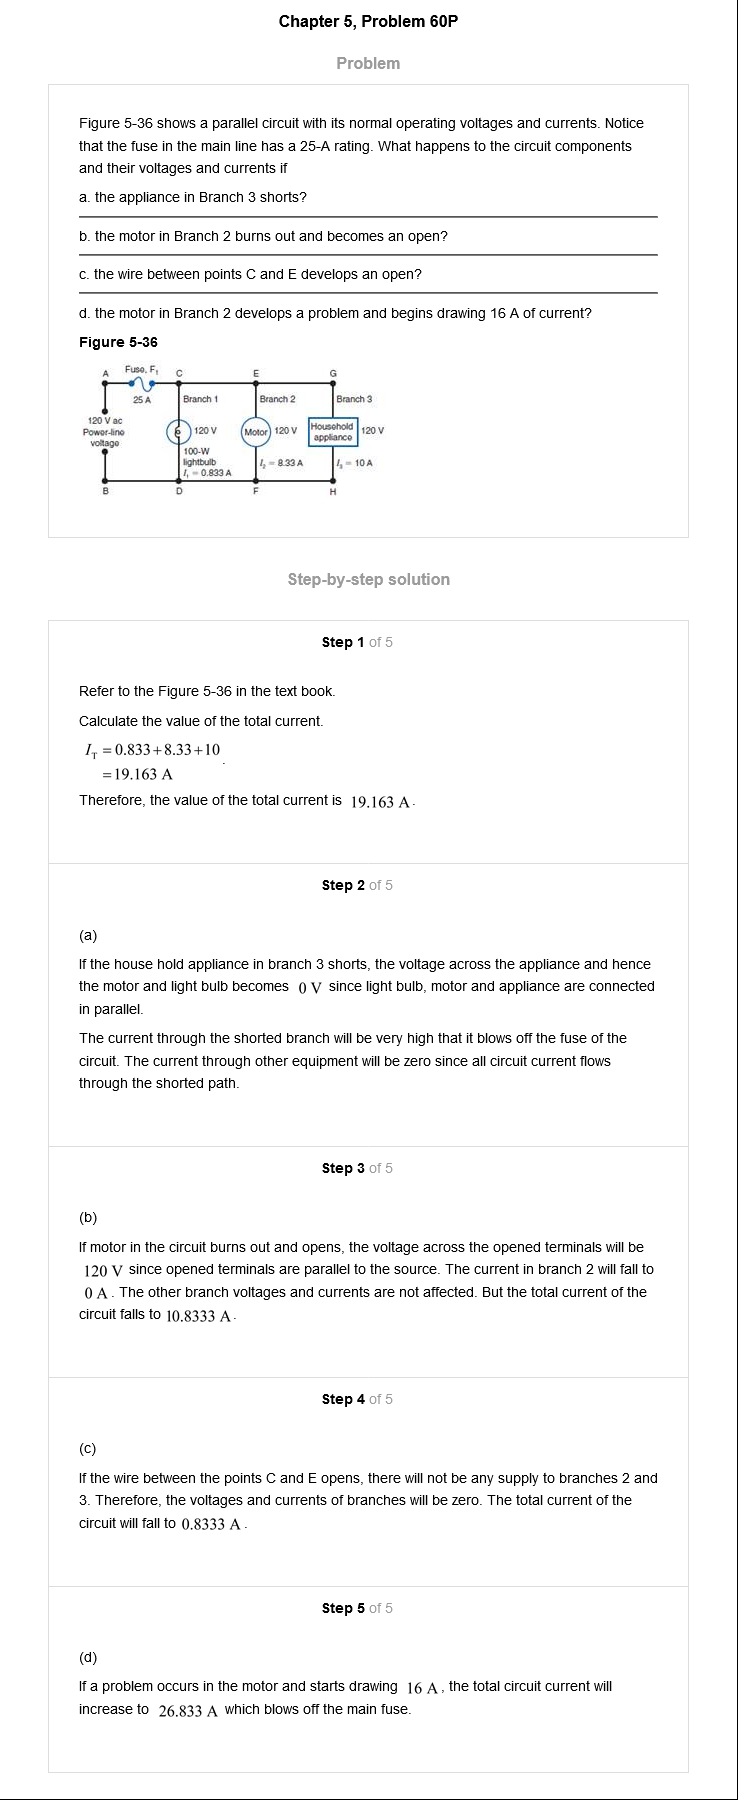 Chapter 5, Problem 60P
Problem
Figure 5-36 shows a parallel circuit with its normal operating voltages and currents. Notice
that the fuse in the main line has a 25-A rating. What happens to the circuit components
and their voltages and currents if
a. the appliance in Branch 3 shorts?
b. the motor in Branch 2 burns out and becomes an open?
c. the wire between points C and E develops an open?
d. the motor in Branch 2 develops a problem and begins drawing 16 A of current?
Figure 5-36
A Fuse, F₁ C E G
25 A Branch 1 Branch 2 Branch 3
120 V ac
Power-line
voltage
120 V Motor 120 V Household
appliance 120 V
100-W
lightbulb
I₁ = 0.833 A I₂ = 8.33 A I₃ = 10 A
B D F H
Step-by-step solution
Step 1 of 5
Refer to the Figure 5-36 in the text book.
Calculate the value of the total current.
I_T = 0.833+8.33+10
= 19.163 A .
Therefore, the value of the total current is 19.163 A.
Step 2 of 5
(a)
If the house hold appliance in branch 3 shorts, the voltage across the appliance and hence
the motor and light bulb becomes 0 V since light bulb, motor and appliance are connected
in parallel.
The current through the shorted branch will be very high that it blows off the fuse of the
circuit. The current through other equipment will be zero since all circuit current flows
through the shorted path.
Step 3 of 5
(b)
If motor in the circuit burns out and opens, the voltage across the opened terminals will be
120 V since opened terminals are parallel to the source. The current in branch 2 will fall to
0 A. The other branch voltages and currents are not affected. But the total current of the
circuit falls to 10.8333 A.
Step 4 of 5
(c)
If the wire between the points C and E opens, there will not be any supply to branches 2 and
3. Therefore, the voltages and currents of branches will be zero. The total current of the
circuit will fall to 0.8333 A.
Step 5 of 5
(d)
If a problem occurs in the motor and starts drawing 16 A, the total circuit current will
increase to 26.833 A which blows off the main fuse.